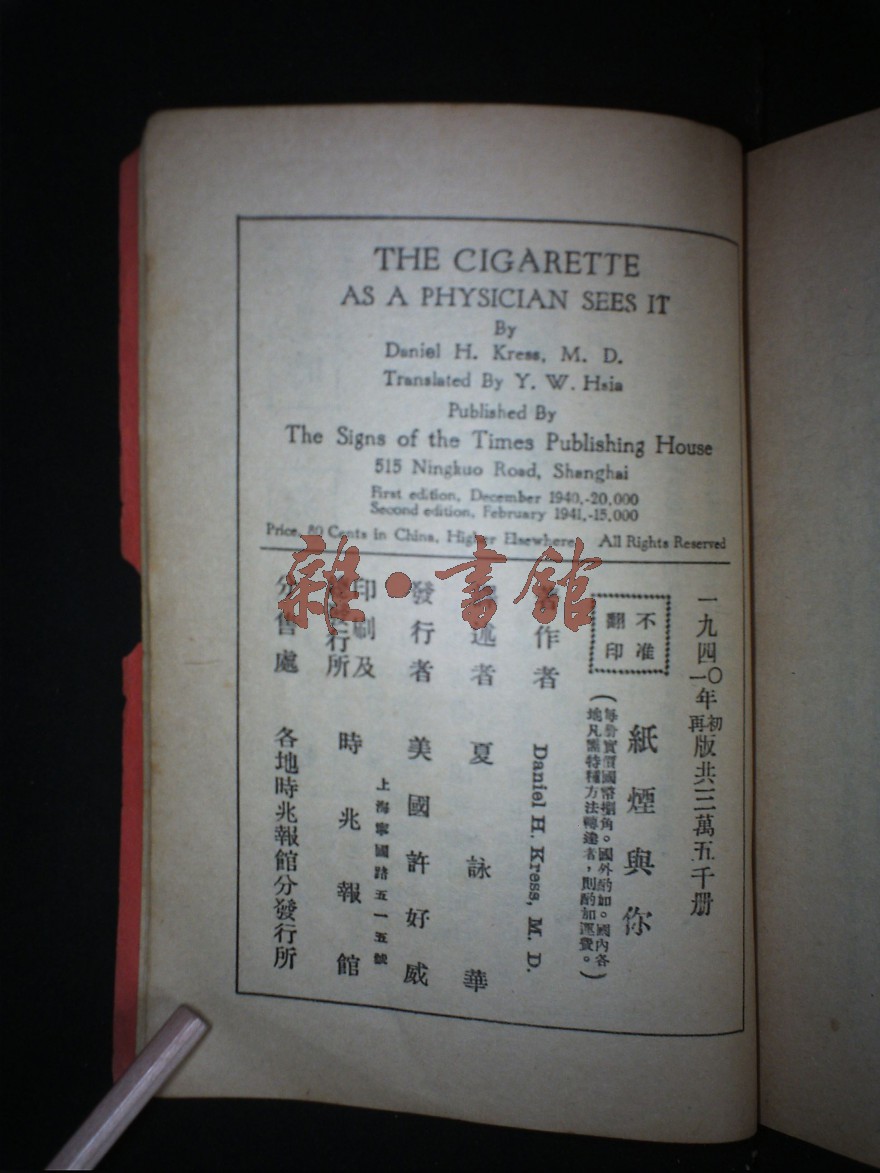 THE CIGARETTE
AS A PHYSICIAN SEES IT
By
Daniel H. Kress, M. D.
Translated By Y. W. Hsia
Published By
The Signs of the Times Publishing House
515 Ningkuo Road, Shanghai
First edition, December 1940,-20,000
Second edition, February 1941,-15,000
Price, 80 Cents in China, Higher Elsewhere. All Rights Reserved
一九四〇年初版
一再
共三萬五千册
不准
翻印
紙煙與你
(每冊實價國幣捌角。國外酌加。國內各
地凡需特種方法轉遞者,則酌加運費。)
作者 Daniel H. Kress, M. D.
述者 夏詠華
發行者 美國許好威
上海寧國路五一五號
印刷及
行所 時兆報館
分售處 各地時兆報館分發行所
雜·書館